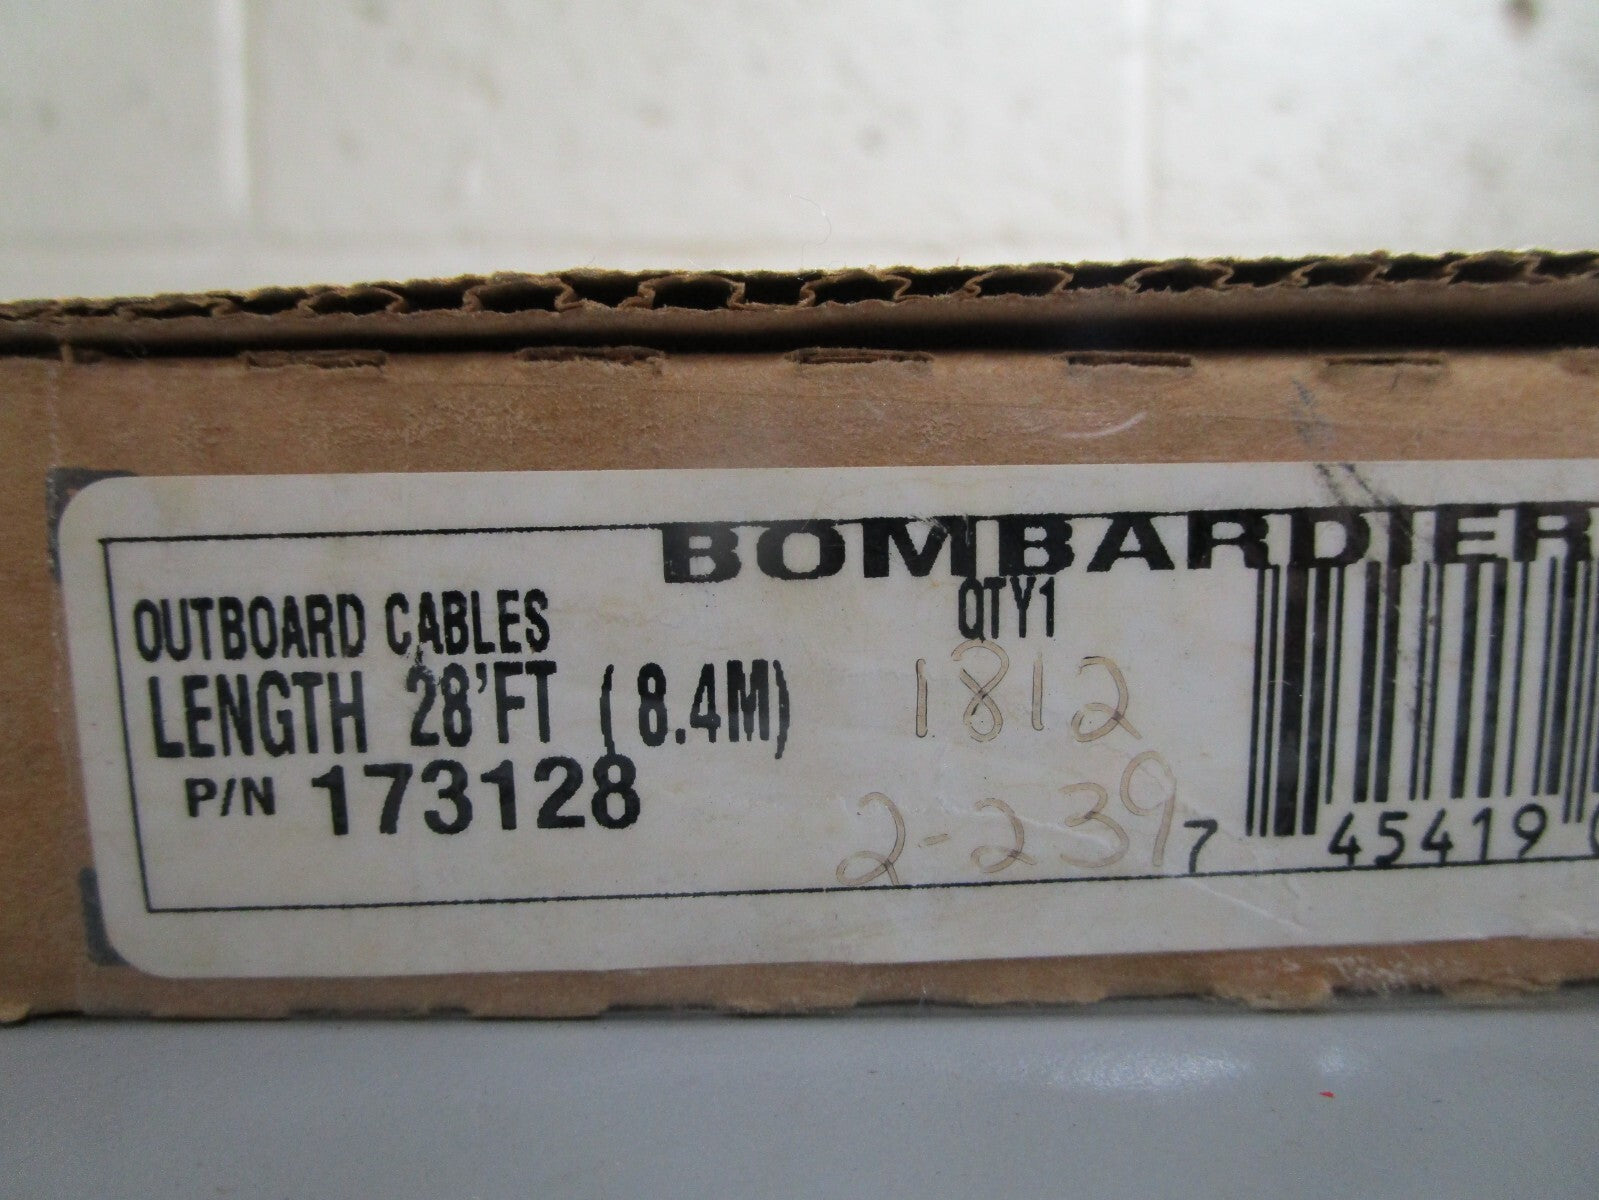 BOMBARDIER
OUTBOARD CABLES
QTY1
LENGTH 28'FT (8.4M)
1812
P/N 173128
2-239
7 45419